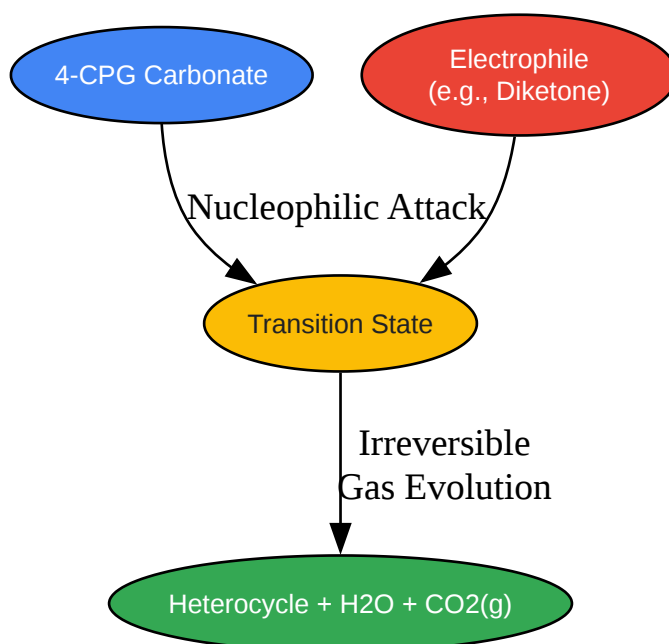 4-CPG Carbonate
Electrophile
(e.g., Diketone)
Nucleophilic Attack
Transition State
Irreversible
Gas Evolution
Heterocycle + H2O + CO2(g)